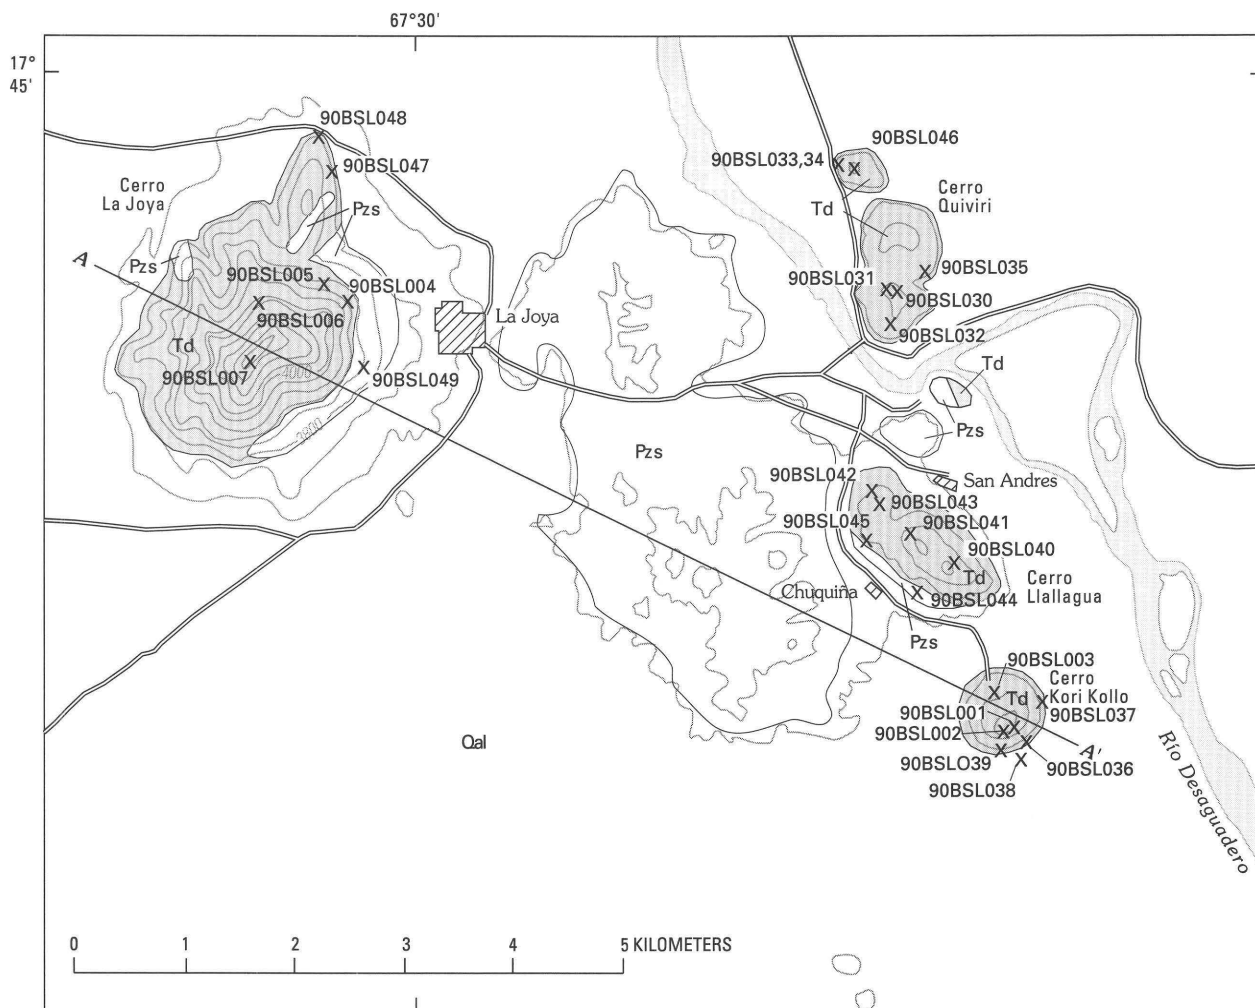 67°30'
17°
45'
90BSL048
90BSL047
Cerro
La Joya
Pzs
Pzs
A
90BSL005
90BSL004
90BSL006
Td
90BSL007
4000
90BSL049
3800
La Joya
90BSL046
90BSL033,34
Cerro
Quiviri
Td
90BSL035
90BSL031
90BSL030
90BSL032
Td
Pzs
Pzs
San Andres
90BSL042
90BSL043
90BSL045
90BSL041
90BSL040
Td
Cerro
Llallagua
Chuquiña
90BSL044
Pzs
90BSL003
Cerro
Kori Kollo
Td
90BSL001
90BSL037
90BSL002
A'
90BSLO39
90BSL036
90BSL038
Río Desaguadero
Qal
0 1 2 3 4 5 KILOMETERS